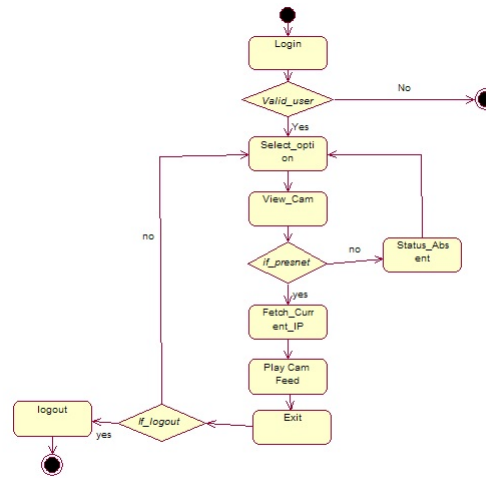 Login
Valid_user
No
Yes
Select_opti
on
View_Cam
no
if_presnet
no
Status_Abs
ent
yes
Fetch_Curr
ent_IP
Play Cam
Feed
logout
If_logout
Exit
yes